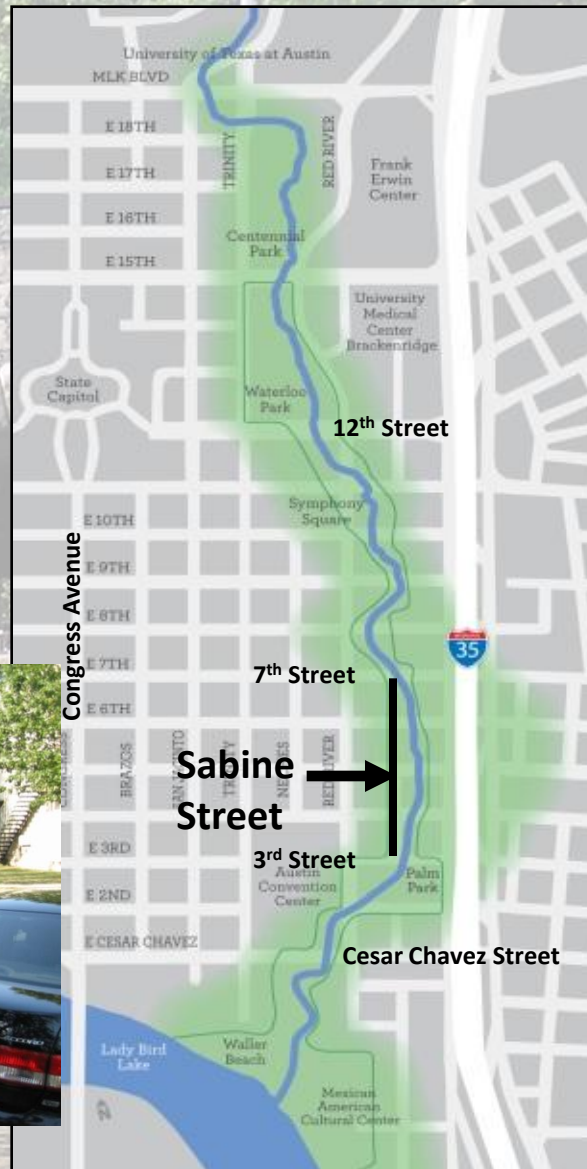 University of Texas at Austin
MLK BLVD
E 18TH
TRINITY
RED RIVER
E 17TH
Frank
Erwin
Center
E 16TH
Centennial
Park
E 15TH
University
Medical
Center
Brackenridge
State
Capitol
Waterloo
Park
12th Street
Symphony
Square
E 10TH
E 9TH
Congress Avenue
E 8TH
35
E 7TH
7th Street
E 6TH
CONGRESS
BRAZOS
SAN JACINTO
TRINITY
NECHES
RED RIVER
Sabine
Street
E 3RD
3rd Street
Austin
Convention
Center
Palm
Park
E 2ND
E CESAR CHAVEZ
Cesar Chavez Street
Lady Bird
Lake
Waller
Beach
Mexican
American
Cultural Center